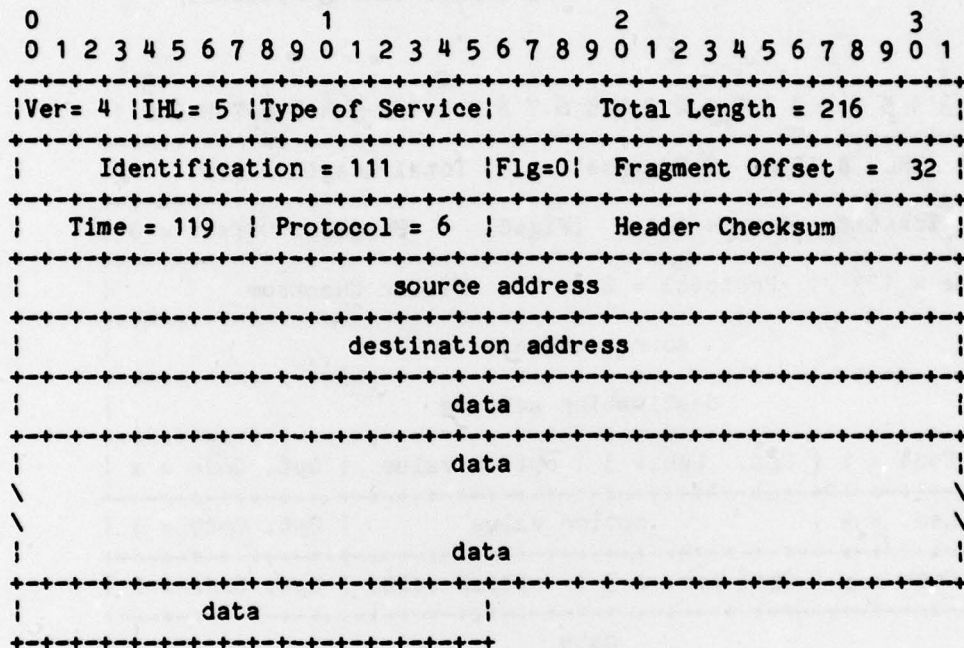 0                   1                   2                   3
0 1 2 3 4 5 6 7 8 9 0 1 2 3 4 5 6 7 8 9 0 1 2 3 4 5 6 7 8 9 0 1
+-+-+-+-+-+-+-+-+-+-+-+-+-+-+-+-+-+-+-+-+-+-+-+-+-+-+-+-+-+-+-+-
|Ver= 4 |IHL= 5 |Type of Service|       Total Length = 216      |
+-+-+-+-+-+-+-+-+-+-+-+-+-+-+-+-+-+-+-+-+-+-+-+-+-+-+-+-+-+-+-+-
|     Identification = 111      |Flg=0|  Fragment Offset  =  32 |
+-+-+-+-+-+-+-+-+-+-+-+-+-+-+-+-+-+-+-+-+-+-+-+-+-+-+-+-+-+-+-+-
|   Time = 119  | Protocol = 6  |        Header Checksum        |
+-+-+-+-+-+-+-+-+-+-+-+-+-+-+-+-+-+-+-+-+-+-+-+-+-+-+-+-+-+-+-+-
|                         source address                        |
+-+-+-+-+-+-+-+-+-+-+-+-+-+-+-+-+-+-+-+-+-+-+-+-+-+-+-+-+-+-+-+-
|                      destination address                      |
+-+-+-+-+-+-+-+-+-+-+-+-+-+-+-+-+-+-+-+-+-+-+-+-+-+-+-+-+-+-+-+-
|                             data                              |
+-+-+-+-+-+-+-+-+-+-+-+-+-+-+-+-+-+-+-+-+-+-+-+-+-+-+-+-+-+-+-+-
|                             data                              |
\                                                               \
\                                                               \
|                             data                              |
+-+-+-+-+-+-+-+-+-+-+-+-+-+-+-+-+-+-+-+-+-+-+-+-+-+-+-+-+-+-+-+-
|            data               |
+-+-+-+-+-+-+-+-+-+-+-+-+-+-+-+-